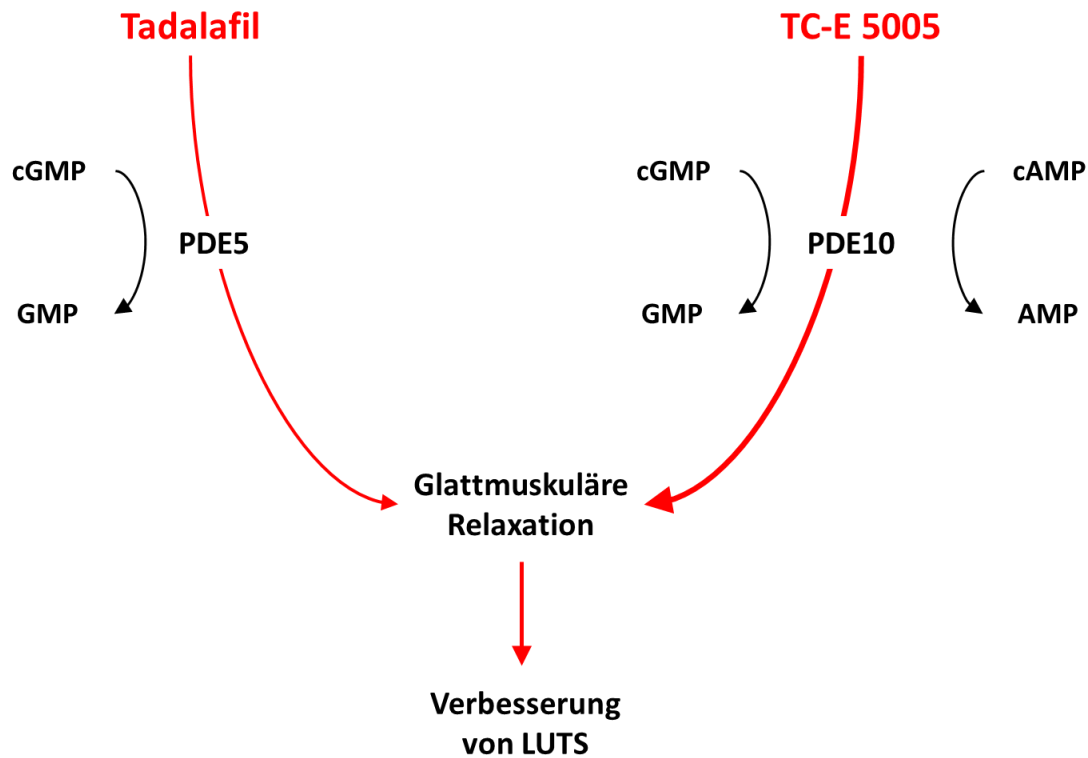 Tadalafil
TC-E 5005
cGMP
cGMP
cAMP
PDE5
PDE10
GMP
GMP
AMP
Glattmuskuläre
Relaxation
Verbesserung
von LUTS